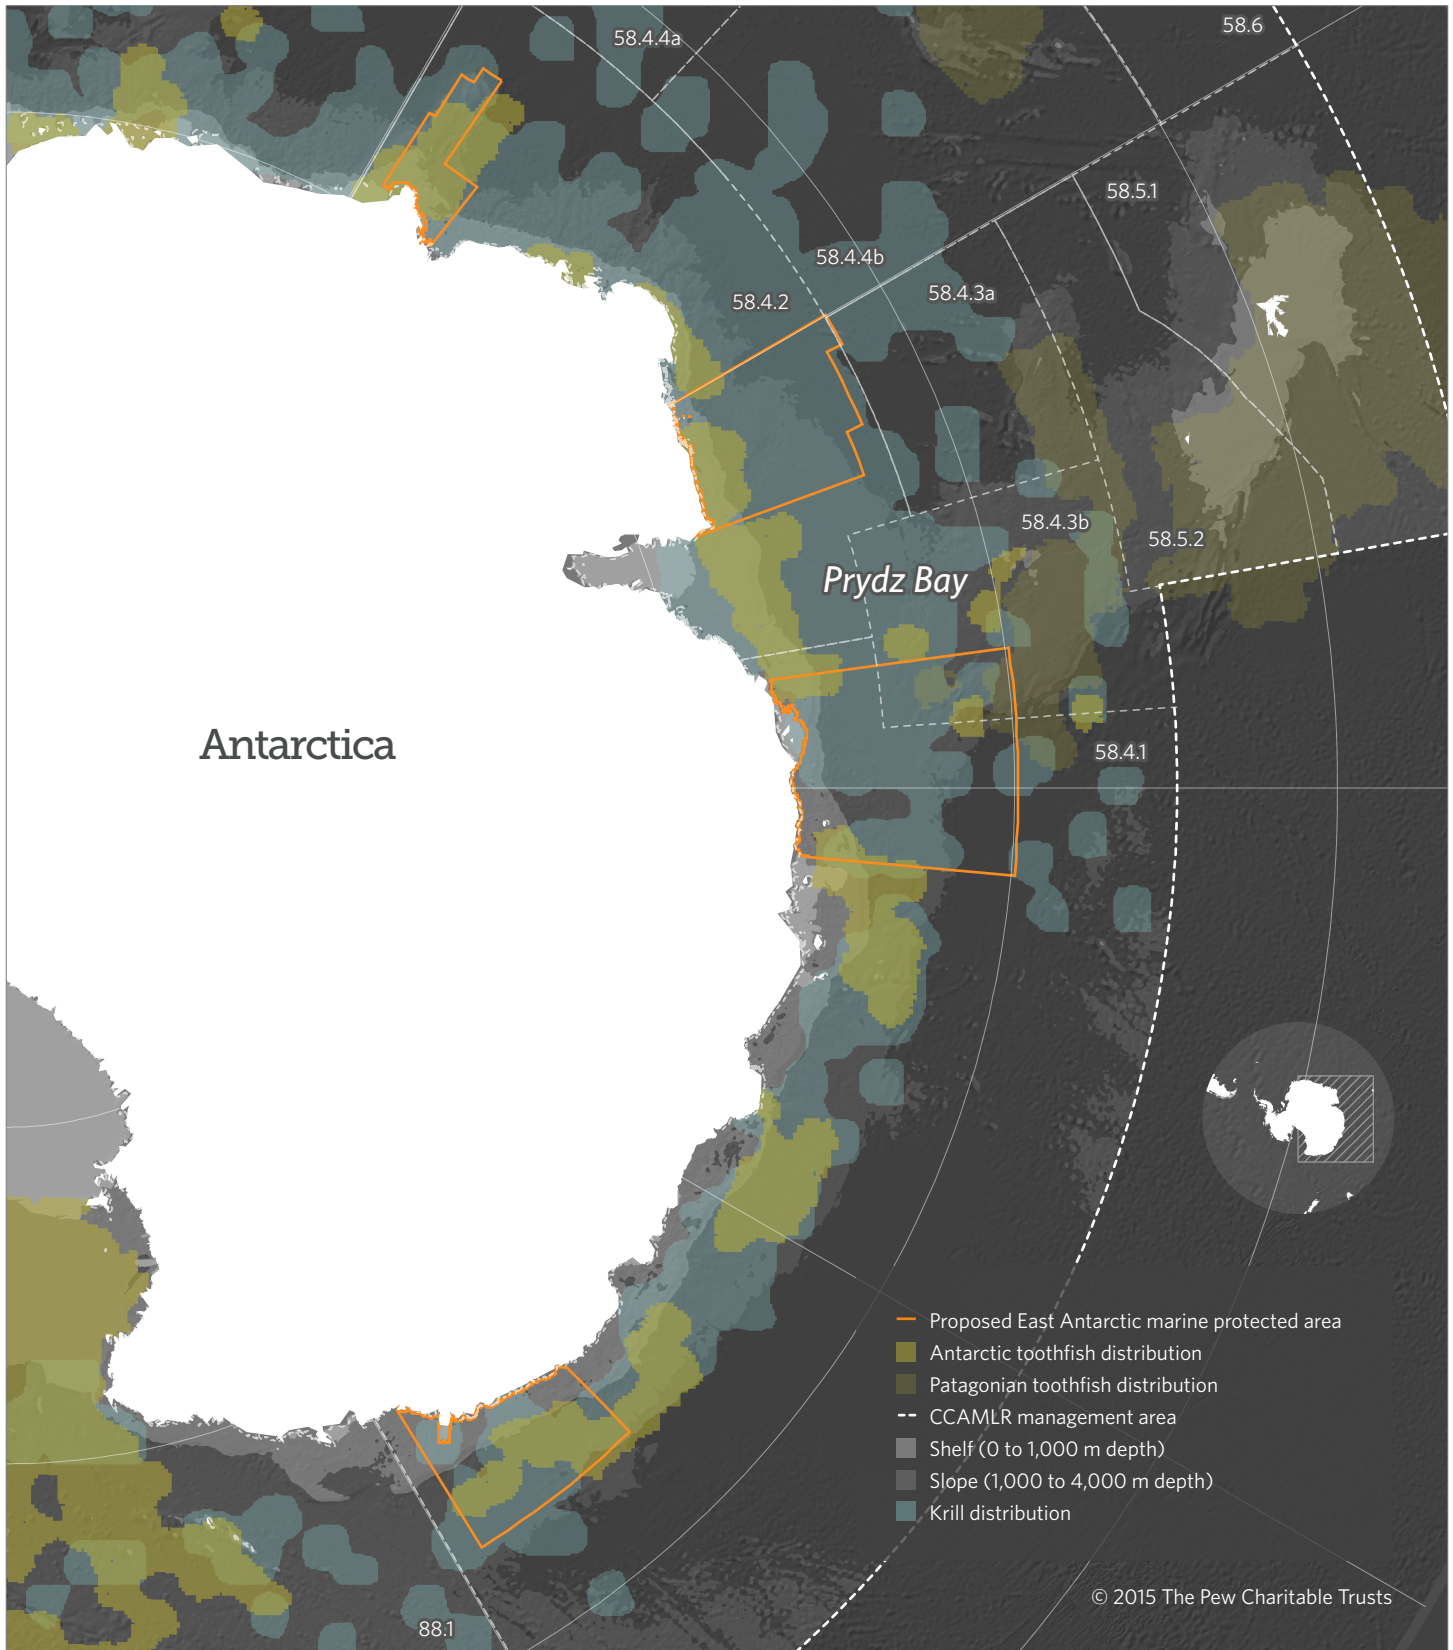 58.6
58.4.4a
58.5.1
58.4.4b
58.4.3a
58.4.2
58.4.3b
58.5.2
Prydz Bay
Antarctica
58.4.1
Proposed East Antarctic marine protected area
Antarctic toothfish distribution
Patagonian toothfish distribution
CCAMLR management area
Shelf (0 to 1,000 m depth)
Slope (1,000 to 4,000 m depth)
Krill distribution
© 2015 The Pew Charitable Trusts
88.1